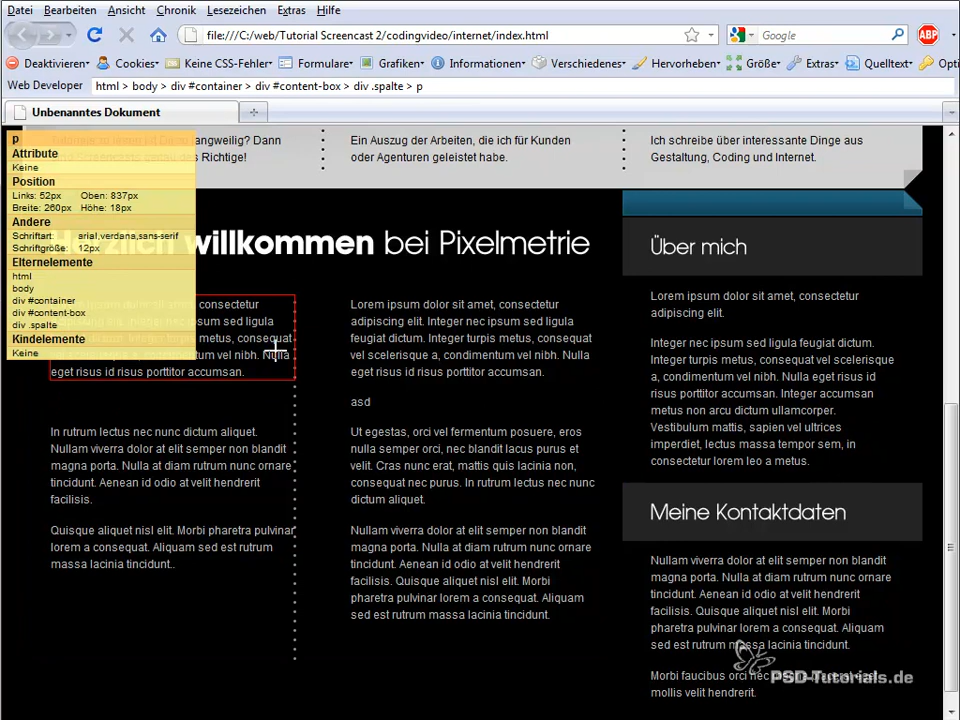 Datei Bearbeiten Ansicht Chronik Lesezeichen Extras Hilfe
file:///C:/web/Tutorial Screencast 2/codingvideo/internet/index.html
Google
ABP
Deaktivieren Cookies Keine CSS-Fehler Formulare Grafiken Informationen Verschiedenes Hervorheben Größe Extras Quelltext Opti
Web Developer html > body > div #container > div #content-box > div .spalte > p
Unbenanntes Dokument
p
Attribute
Keine
Position
Links: 52px Oben: 837px
Breite: 260px Höhe: 18px
Andere
Schriftart: arial,verdana,sans-serif
Schriftgröße: 12px
Elternelemente
html
body
div #container
div #content-box
div .spalte
Kindelemente
Keine
langweilig? Dann
Richtige!
Ein Auszug der Arbeiten, die ich für Kunden
oder Agenturen geleistet habe.
Ich schreibe über interessante Dinge aus
Gestaltung, Coding und Internet.
willkommen bei Pixelmetrie
consectetur
ipsum sed ligula
metus, consequat
vel nibh. Nulla
eget risus id risus porttitor accumsan.
In rutrum lectus nec nunc dictum aliquet.
Nullam viverra dolor at elit semper non blandit
magna porta. Nulla at diam rutrum nunc ornare
tincidunt. Aenean id odio at velit hendrerit
facilisis.
Quisque aliquet nisl elit. Morbi pharetra pulvinar
lorem a consequat. Aliquam sed est rutrum
massa lacinia tincidunt..
Lorem ipsum dolor sit amet, consectetur
adipiscing elit. Integer nec ipsum sed ligula
feugiat dictum. Integer turpis metus, consequat
vel scelerisque a, condimentum vel nibh. Nulla
eget risus id risus porttitor accumsan.
asd
Ut egestas, orci vel fermentum posuere, eros
nulla semper orci, nec blandit lacus purus et
velit. Cras nunc erat, mattis quis lacinia non,
consequat nec purus. In rutrum lectus nec nunc
dictum aliquet.
Nullam viverra dolor at elit semper non blandit
magna porta. Nulla at diam rutrum nunc ornare
tincidunt. Aenean id odio at velit hendrerit
facilisis. Quisque aliquet nisl elit. Morbi
pharetra pulvinar lorem a consequat. Aliquam
sed est rutrum massa lacinia tincidunt.
Über mich
Lorem ipsum dolor sit amet, consectetur
adipiscing elit.
Integer nec ipsum sed ligula feugiat dictum.
Integer turpis metus, consequat vel scelerisque
a, condimentum vel nibh. Nulla eget risus id
risus porttitor accumsan. Integer accumsan
massa non arcu dictum ullamcorper.
Vestibulum mattis, sapien vel ultrices
imperdiet, lectus massa tempor sem, in
consectetur lorem leo a metus.
Meine Kontaktdaten
Nullam viverra dolor at elit semper non blandit
magna porta. Nulla at diam rutrum nunc ornare
tincidunt. Aenean id odio at velit hendrerit
facilisis. Quisque aliquet nisl elit. Morbi
pharetra pulvinar lorem a consequat. Aliquam
sed est rutrum massa lacinia tincidunt.
Morbi faucibus orci nec
mollis velit hendrerit.
PSD-Tutorials.de